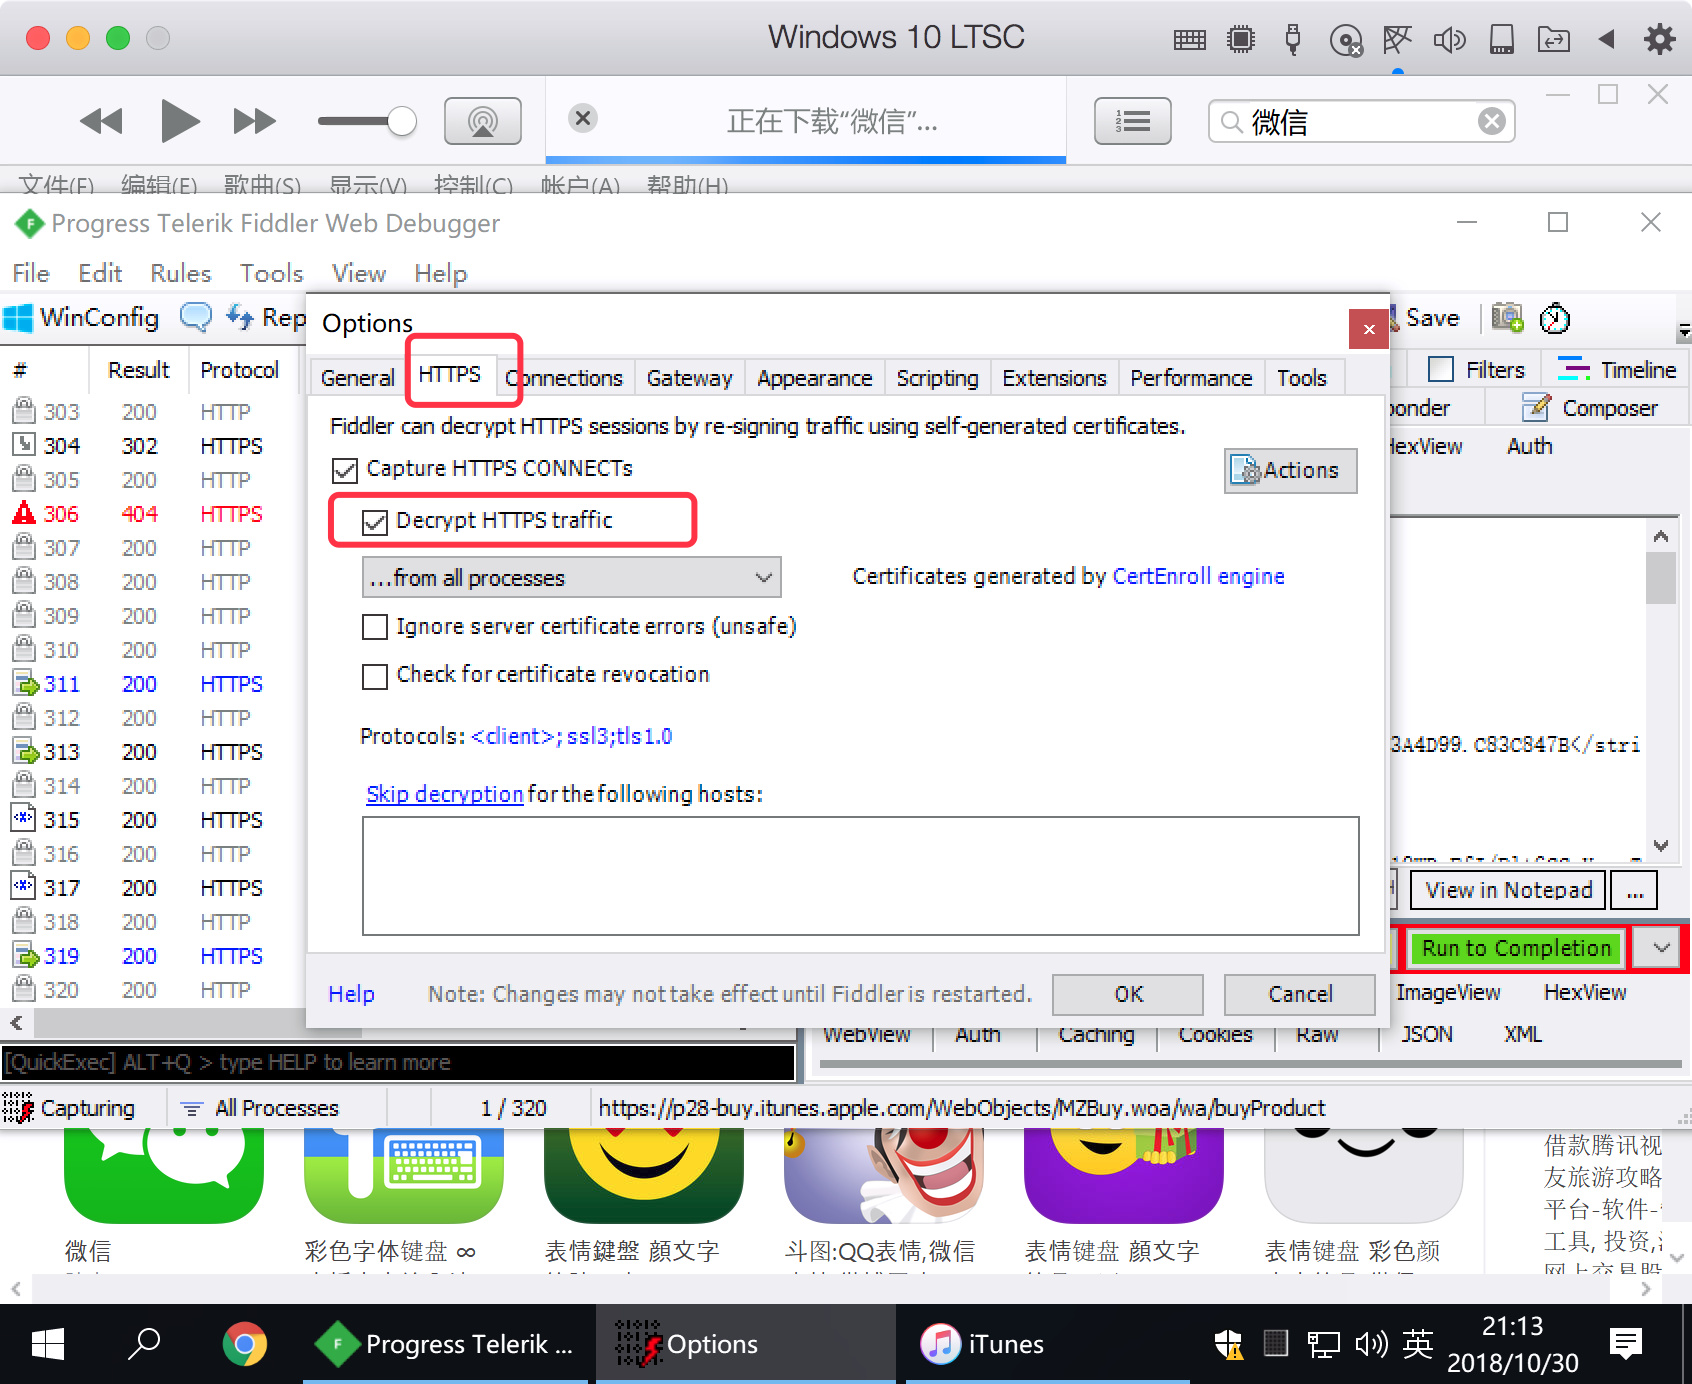 Windows 10 LTSC
正在下载“微信”...
微信
文件(F) 编辑(E) 歌曲(S) 显示(V) 控制(C) 帐户(A) 帮助(H)
Progress Telerik Fiddler Web Debugger
File Edit Rules Tools View Help
WinConfig Rep
Save
Options
# Result Protocol
Filters Timeline
General HTTPS Connections Gateway Appearance Scripting Extensions Performance Tools
Composer
HexView Auth
303 200 HTTP
304 302 HTTPS
305 200 HTTP
306 404 HTTPS
307 200 HTTP
308 200 HTTP
309 200 HTTP
310 200 HTTP
311 200 HTTPS
312 200 HTTP
313 200 HTTPS
314 200 HTTP
315 200 HTTPS
316 200 HTTP
317 200 HTTPS
318 200 HTTP
319 200 HTTPS
320 200 HTTP
Fiddler can decrypt HTTPS sessions by re-signing traffic using self-generated certificates.
Capture HTTPS CONNECTs
Actions
Decrypt HTTPS traffic
...from all processes
Certificates generated by CertEnroll engine
Ignore server certificate errors (unsafe)
Check for certificate revocation
Protocols: <client>;ssl3;tls1.0
Skip decryption for the following hosts:
Help
Note: Changes may not take effect until Fiddler is restarted.
OK
Cancel
3A4D99.C83C847B</stri
View in Notepad ...
Run to Completion
ImageView HexView
WebView Auth Caching Cookies Raw JSON XML
[QuickExec] ALT+Q > type HELP to learn more
Capturing All Processes 1 / 320 https://p28-buy.itunes.apple.com/WebObjects/MZBuy.woa/wa/buyProduct
微信
彩色字体键盘 ∞
表情鍵盤 顏文字
斗图:QQ表情,微信
表情键盘 顏文字
表情键盘 彩色颜
借款腾讯视
友旅游攻略
平台-软件-
工具, 投资,
网上交易股
Progress Telerik ...
Options
iTunes
英
21:13
2018/10/30